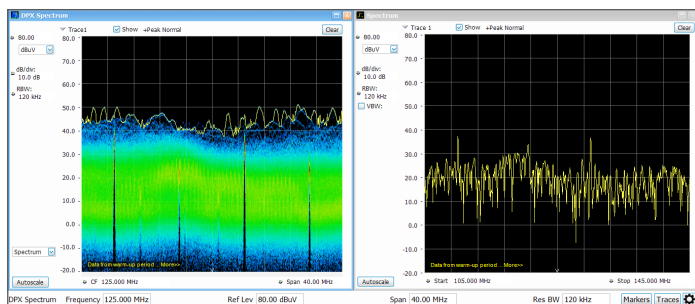 DPX Spectrum
Trace1 Show +Peak Normal Clear
80.00
dBuV
dB/div:
10.0 dB
RBW:
120 kHz
80.0
70.0
60.0
50.0
40.0
30.0
20.0
10.0
0.0
-10.0
-20.0
Spectrum
Data from warm-up period ... More>>
Autoscale CF 125.000 MHz Span 40.00 MHz
Spectrum
Trace 1 Show +Peak Normal Clear
80.00
dBuV
dB/div:
10.0 dB
RBW:
120 kHz
VBW:
80.0
70.0
60.0
50.0
40.0
30.0
20.0
10.0
0.0
-10.0
-20.0
Data from warm-up period ... More>>
Autoscale Start 105.000 MHz Stop 145.000 MHz
DPX Spectrum Frequency 125.000 MHz Ref Lev 80.00 dBUV Span 40.00 MHz Res BW 120 kHz Markers Traces